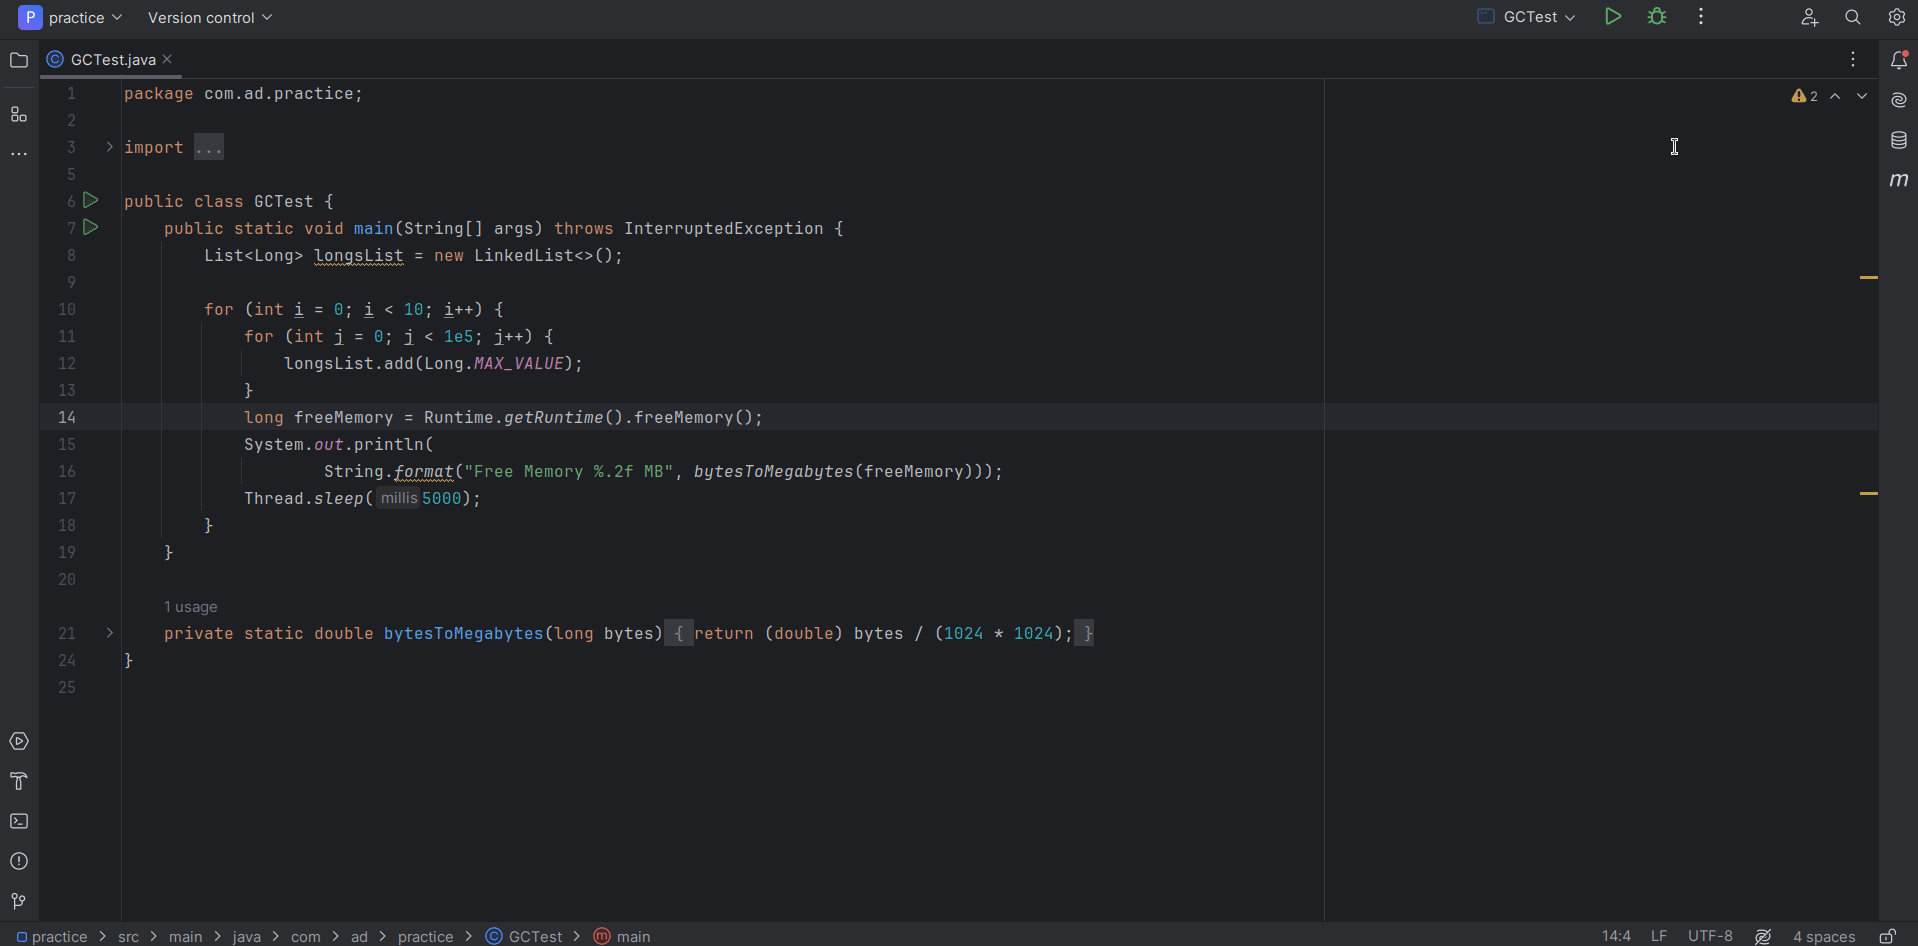 P practice Version control GCTest
GCTest.java
2
1 package com.ad.practice;
2
3 import ...
5
6 public class GCTest {
7 public static void main(String[] args) throws InterruptedException {
8 List<Long> longsList = new LinkedList<>();
9
10 for (int i = 0; i < 10; i++) {
11 for (int j = 0; j < 1e5; j++) {
12 longsList.add(Long.MAX_VALUE);
13 }
14 long freeMemory = Runtime.getRuntime().freeMemory();
15 System.out.println(
16 String.format("Free Memory %.2f MB", bytesToMegabytes(freeMemory)));
17 Thread.sleep( millis 5000);
18 }
19 }
20
1 usage
21 private static double bytesToMegabytes(long bytes) { return (double) bytes / (1024 * 1024); }
24 }
25
m
practice > src > main > java > com > ad > practice > C GCTest > m main 14:4 LF UTF-8 4 spaces